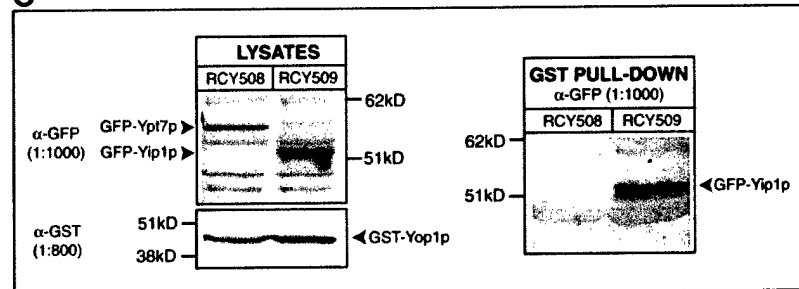 LYSATES
RCY508 RCY509
62kD
α-GFP
(1:1000)
GFP-Ypt7p
GFP-Yip1p
51kD
α-GST
(1:800)
51kD
38kD
GST-Yop1p
GST PULL-DOWN
α-GFP (1:1000)
RCY508 RCY509
62kD
51kD
GFP-Yip1p